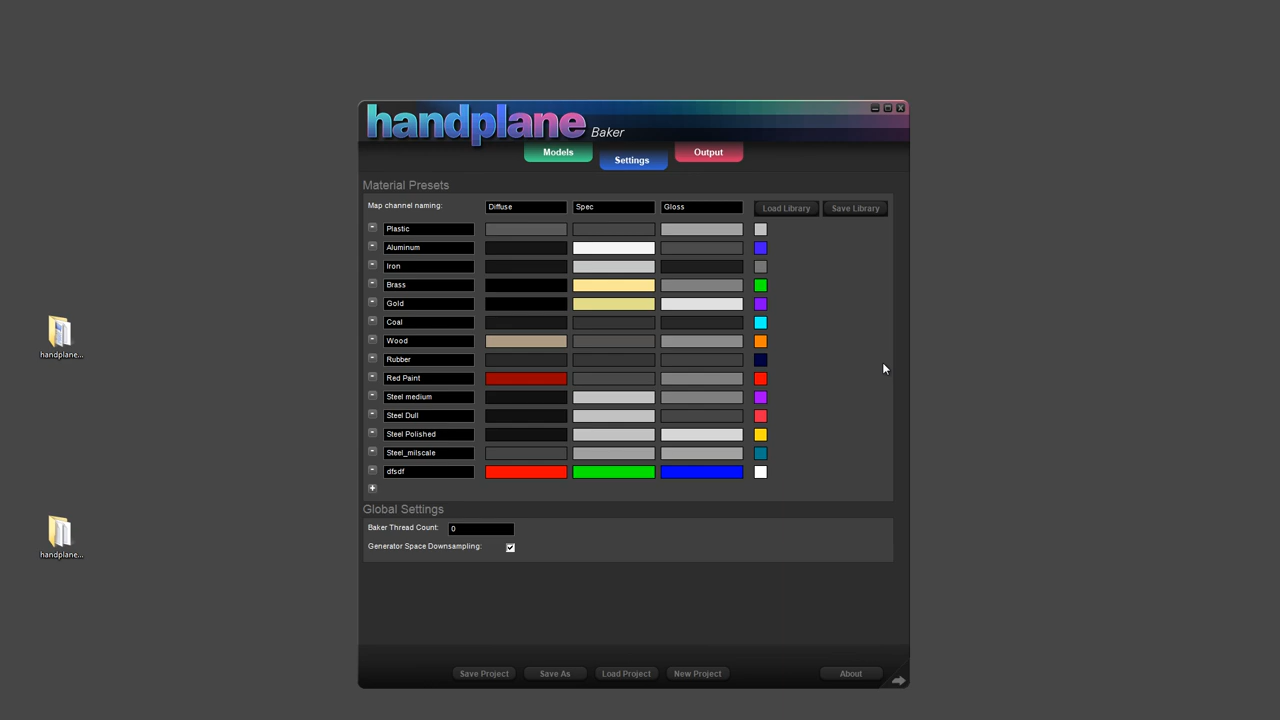 handplane Baker
Models Settings Output
Material Presets
Map channel naming: Diffuse Spec Gloss Load Library Save Library
Plastic
Aluminum
Iron
Brass
Gold
Coal
Wood
Rubber
Red Paint
Steel medium
Steel Dull
Steel Polished
Steel_milscale
dfsdf
Global Settings
Baker Thread Count: 0
Generator Space Downsampling:
Save Project Save As Load Project New Project About
handplane...
handplane...